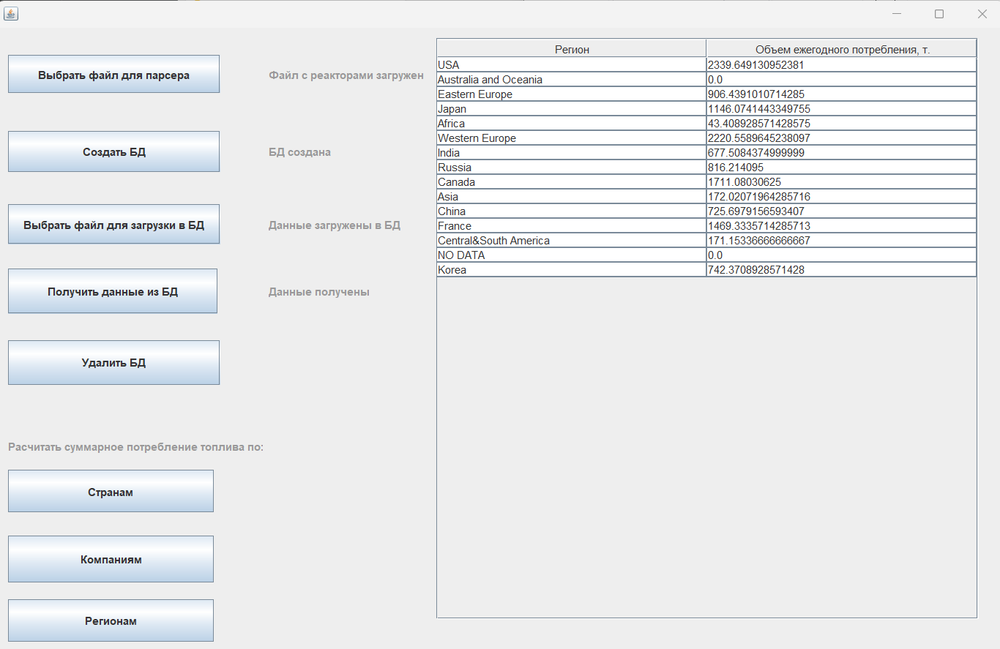 Выбрать файл для парсера
Файл с реакторами загружен
Создать БД
БД создана
Выбрать файл для загрузки в БД
Данные загружены в БД
Получить данные из БД
Данные получены
Удалить БД
Расчитать суммарное потребление топлива по:
Странам
Компаниям
Регионам
Регион Объем ежегодного потребления, т.
USA 2339.649130952381
Australia and Oceania 0.0
Eastern Europe 906.4391010714285
Japan 1146.0741443349755
Africa 43.408928571428575
Western Europe 2220.5589645238097
India 677.5084374999999
Russia 816.214095
Canada 1711.08030625
Asia 172.02071964285716
China 725.6979156593407
France 1469.3335714285713
Central&South America 171.15336666666667
NO DATA 0.0
Korea 742.3708928571428